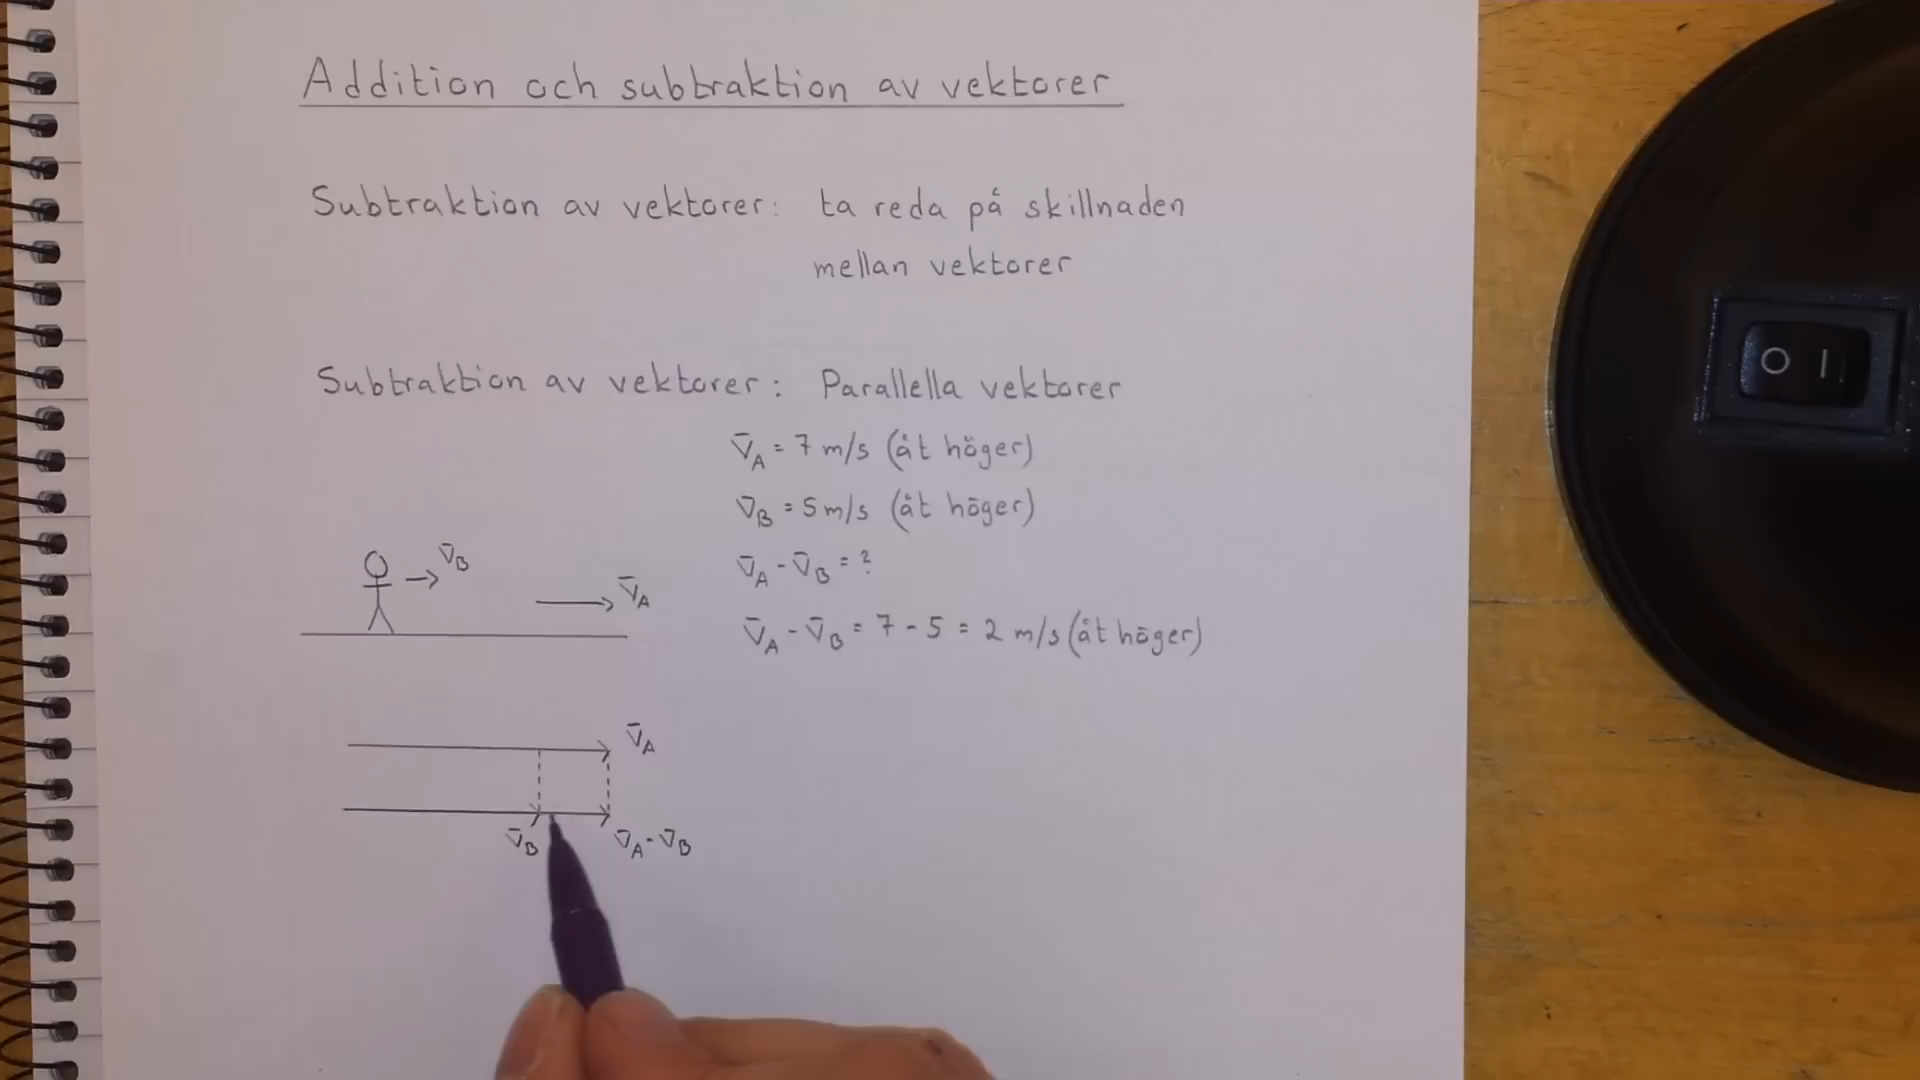 Addition och subtraktion av vektorer
Subtraktion av vektorer: ta reda på skillnaden
mellan vektorer
Subtraktion av vektorer: Parallella vektorer
v̄A = 7 m/s (åt höger)
v̄B = 5 m/s (åt höger)
v̄A - v̄B = ?
v̄A - v̄B = 7 - 5 = 2 m/s (åt höger)
v̄B
v̄A
v̄A
v̄B
v̄A - v̄B
O I